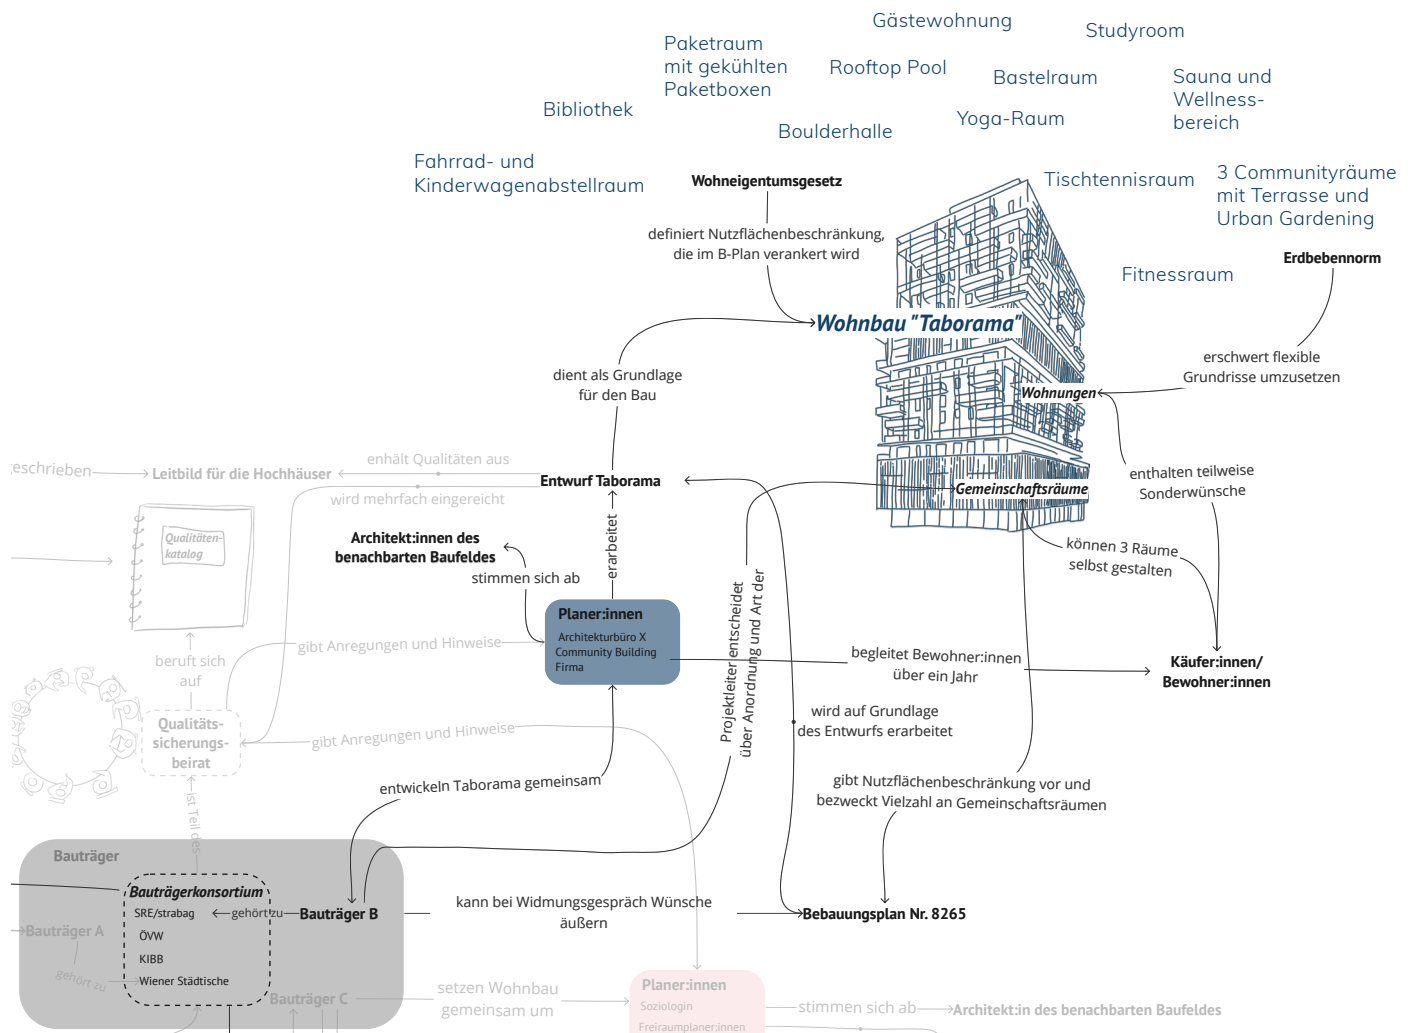 Gästewohnung
Studyroom
Paketraum
mit gekühlten
Paketboxen
Rooftop Pool
Bastelraum
Sauna und
Wellness-
bereich
Bibliothek
Boulderhalle
Yoga-Raum
Fahrrad- und
Kinderwagenabstellraum
Wohneigentumsgesetz
Tischtennisraum
3 Communityräume
mit Terrasse und
Urban Gardening
definiert Nutzflächenbeschränkung,
die im B-Plan verankert wird
Erdbebennorm
Fitnessraum
Wohnbau "Taborama"
erschwert flexible
Grundrisse umzusetzen
dient als Grundlage
für den Bau
Wohnungen
eschrieben
Leitbild für die Hochhäuser
enhält Qualitäten aus
Entwurf Taborama
wird mehrfach eingereicht
Gemeinschaftsräume
enthalten teilweise
Sonderwünsche
Qualitäten-
katalog
Architekt:innen des
benachbarten Baufeldes
stimmen sich ab
erarbeitet
können 3 Räume
selbst gestalten
Planer:innen
Architekturbüro X
Community Building
Firma
Projektleiter entscheidet
über Anordnung und Art der
gibt Anregungen und Hinweise
beruft sich
auf
begleitet Bewohner:innen
über ein Jahr
Käufer:innen/
Bewohner:innen
Qualitäts-
sicherungs-
beirat
gibt Anregungen und Hinweise
wird auf Grundlage
des Entwurfs erarbeitet
entwickeln Taborama gemeinsam
gibt Nutzflächenbeschränkung vor und
bezweckt Vielzahl an Gemeinschaftsräumen
ist Teil des
Bauträger
Bauträgerkonsortium
SRE/strabag
gehört zu
Bauträger B
kann bei Widmungsgespräch Wünsche
äußern
Bebauungsplan Nr. 8265
Bauträger A
ÖVW
KIBB
gehört zu
Wiener Städtische
Bauträger C
setzen Wohnbau
gemeinsam um
Planer:innen
Soziologin
Freiraumplaner:innen
stimmen sich ab
Architekt:in des benachbarten Baufeldes